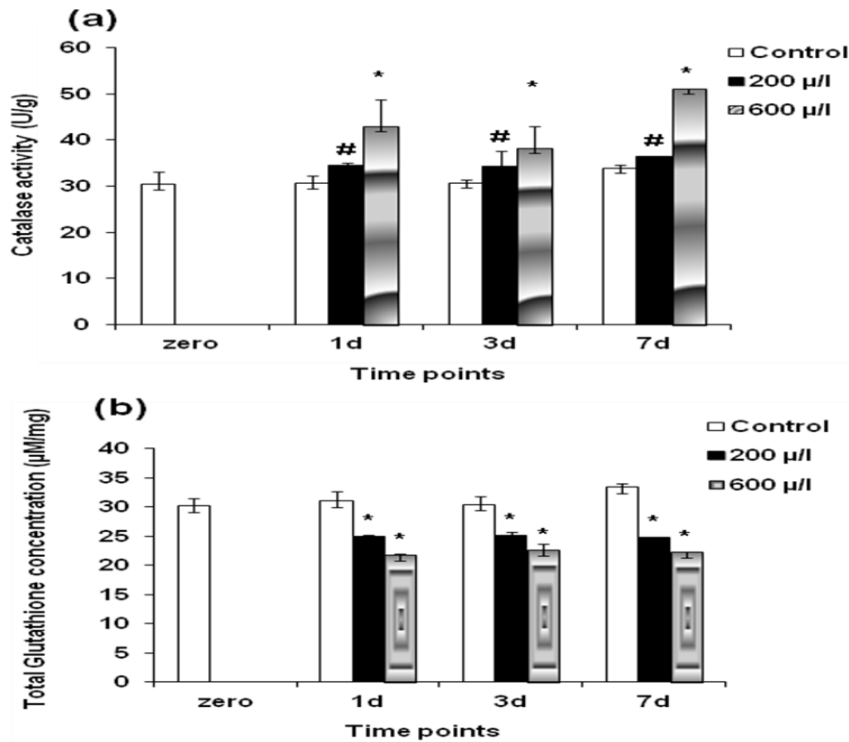 (a)
Catalase activity (U/g)
60
50
40
30
20
10
0
* * *
# # #
Control
200 µ/l
600 µ/l
zero 1d 3d 7d
Time points
(b)
Total Glutathione concentration (µM/mg)
40
35
30
25
20
15
10
5
0
* * * * * *
Control
200 µ/l
600 µ/l
zero 1d 3d 7d
Time points